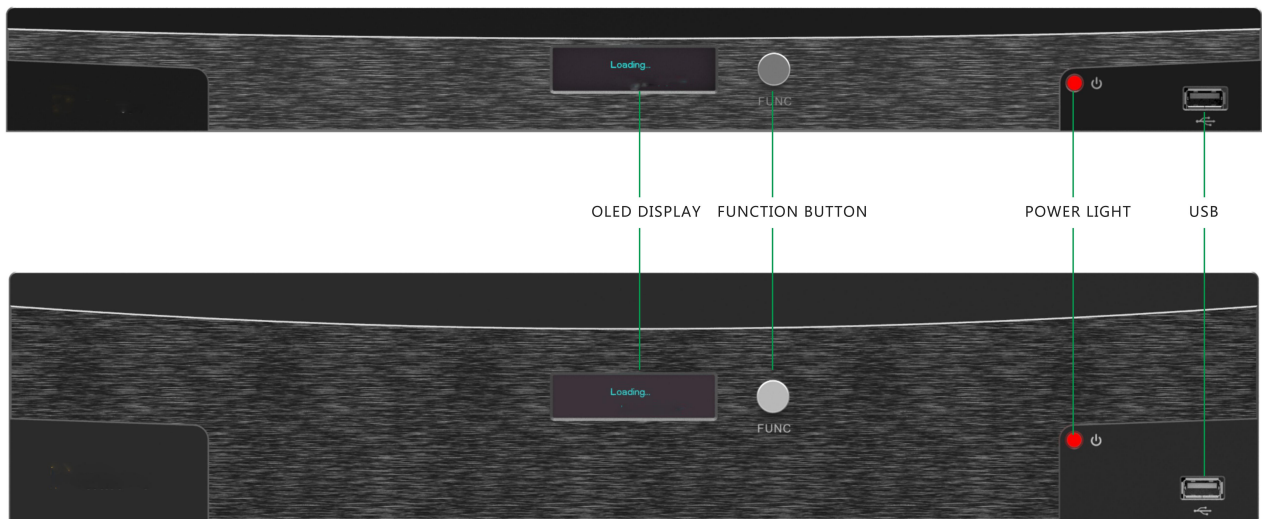 Loading...
FUNC
OLED DISPLAY FUNCTION BUTTON POWER LIGHT USB
Loading...
FUNC